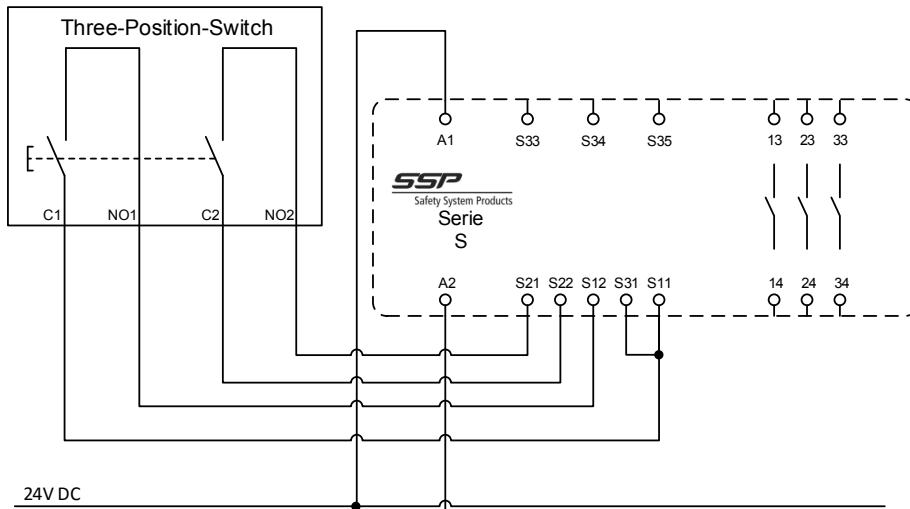 Three-Position-Switch
C1 NO1 C2 NO2
A1 S33 S34 S35 13 23 33
SSP
Safety System Products
Serie
S
A2 S21 S22 S12 S31 S11 14 24 34
24V DC